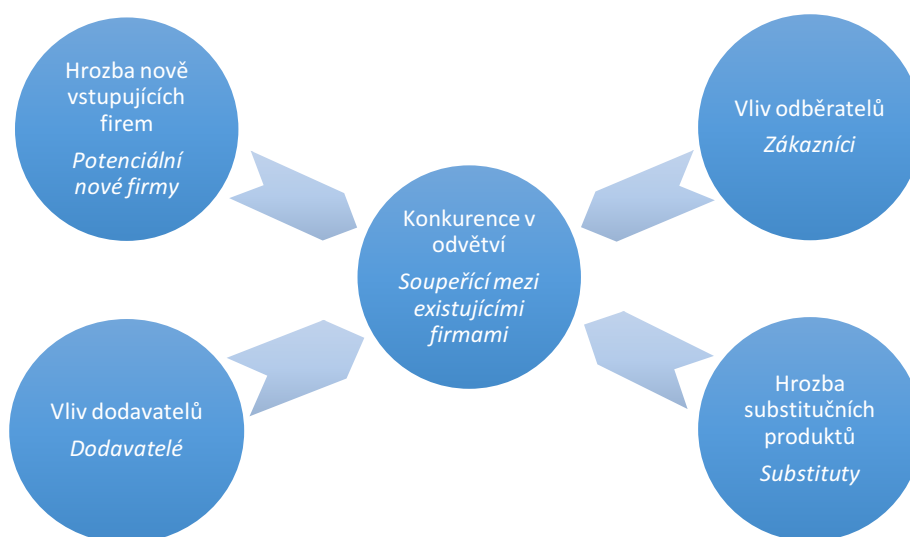 Hrozba nově
vstupujících
firem
Potenciální
nové firmy
Vliv odběratelů
Zákazníci
Konkurence v
odvětví
Soupeřící mezi
existujícími
firmami
Vliv dodavatelů
Dodavatelé
Hrozba
substitučních
produktů
Substituty